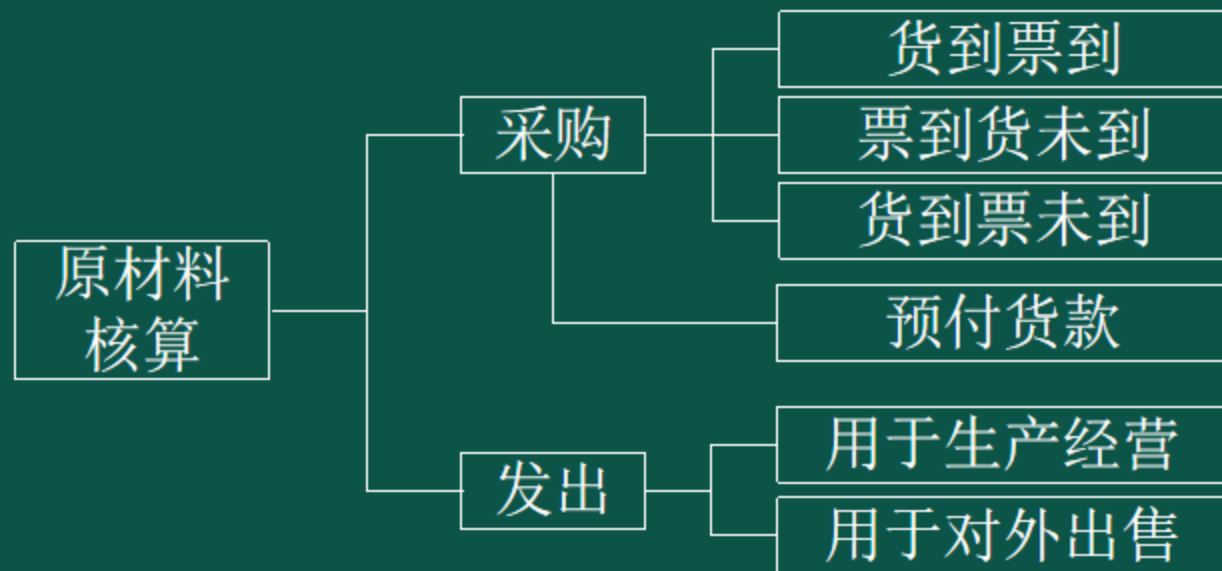 货到票到
采购
票到货未到
货到票未到
原材料
核算
预付货款
用于生产经营
发出
用于对外出售